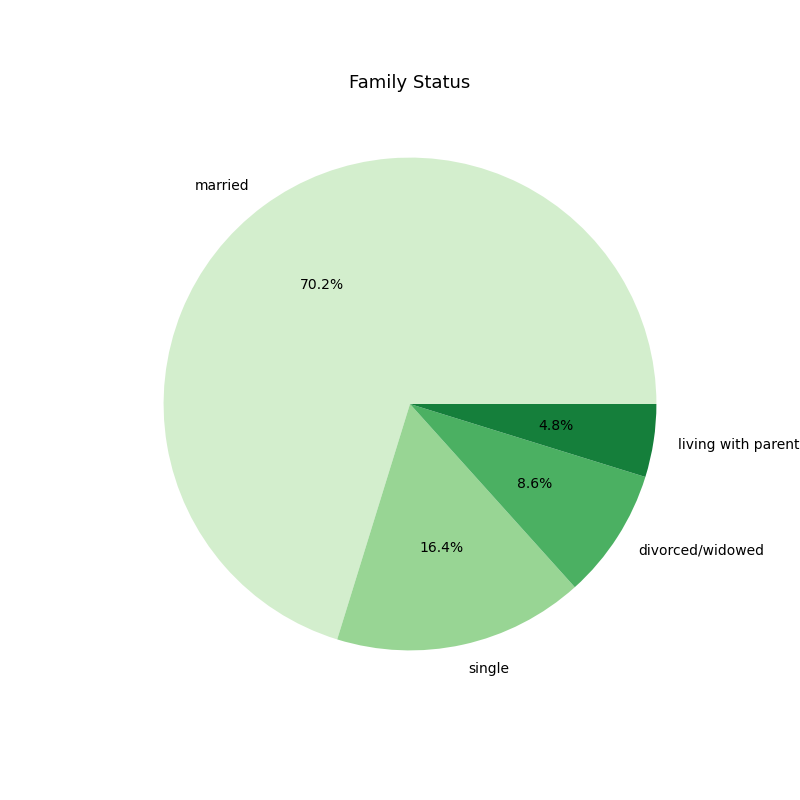 Family Status
married
70.2%
4.8%
living with parent
8.6%
divorced/widowed
16.4%
single